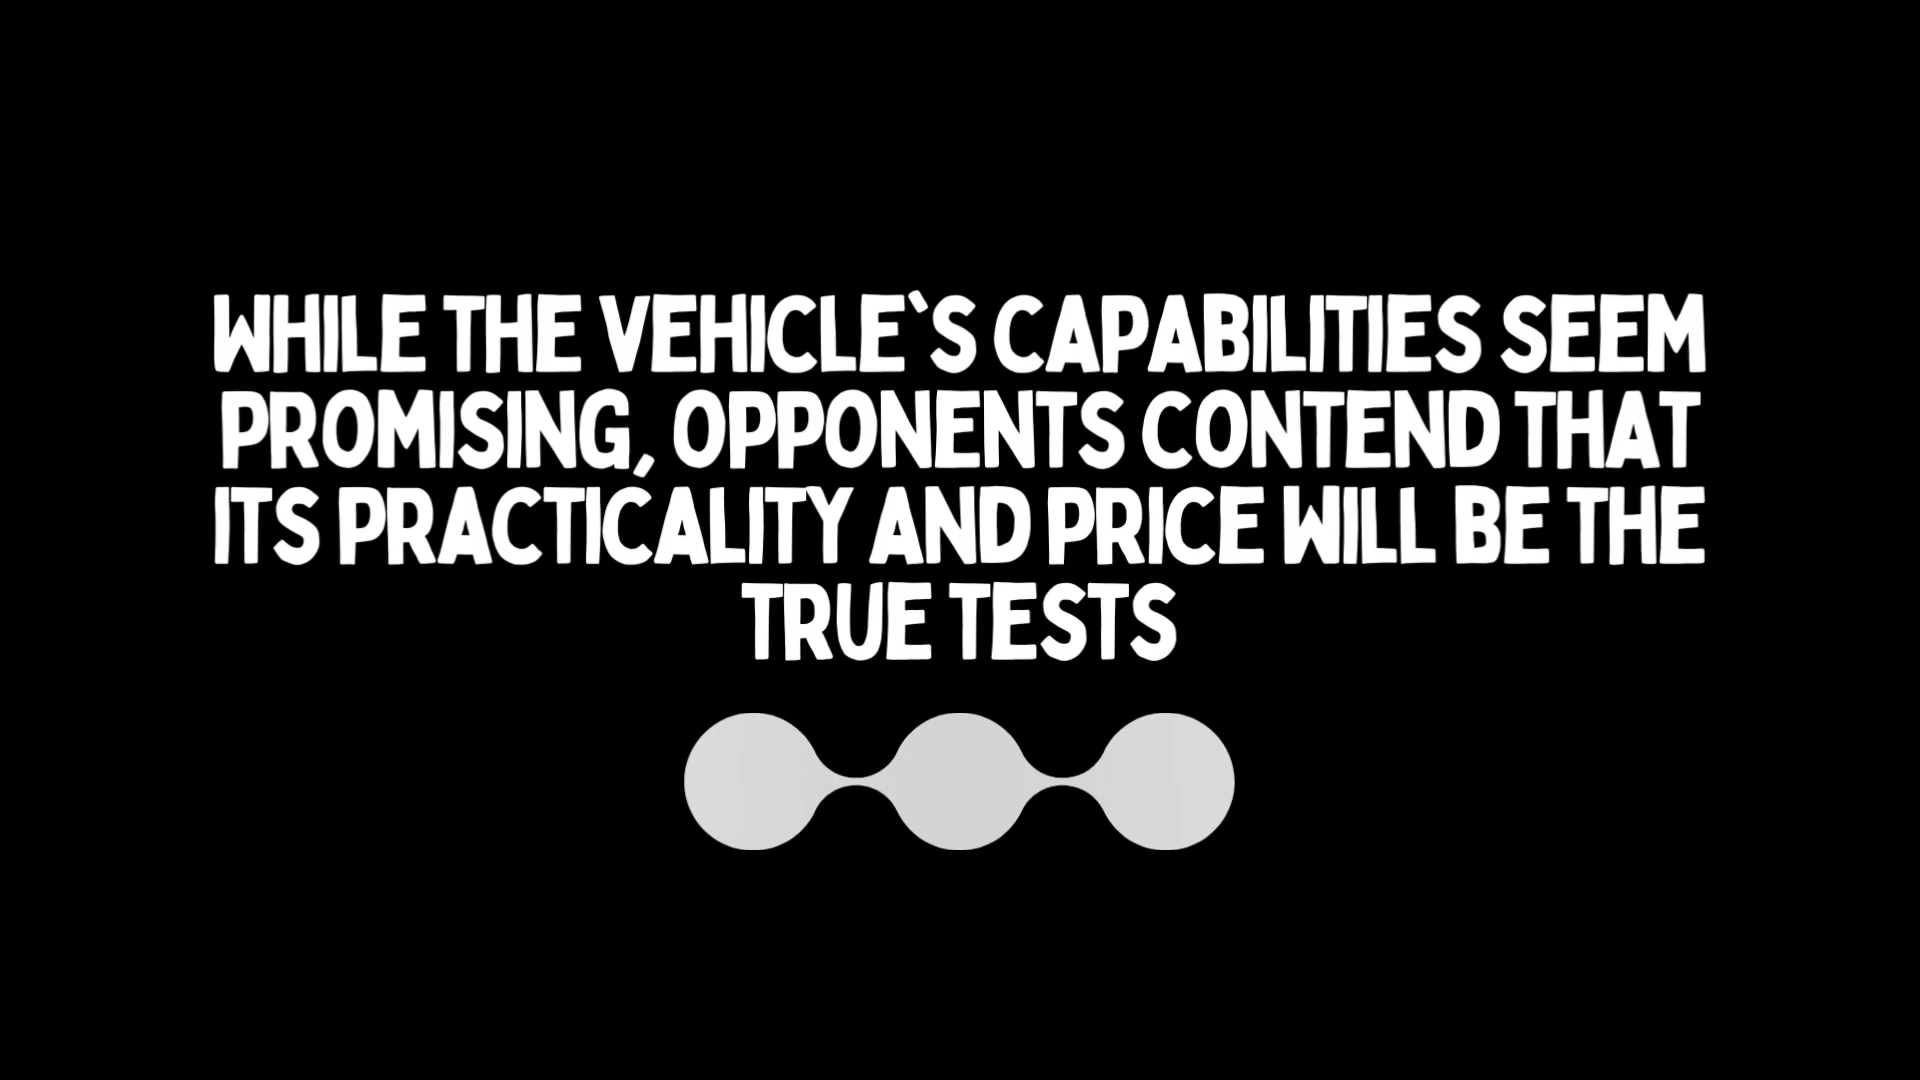 WHILE THE VEHICLE`S CAPABILITIES SEEM
PROMISING, OPPONENTS CONTEND THAT
ITS PRACTICALITY AND PRICE WILL BE THE
TRUE TESTS